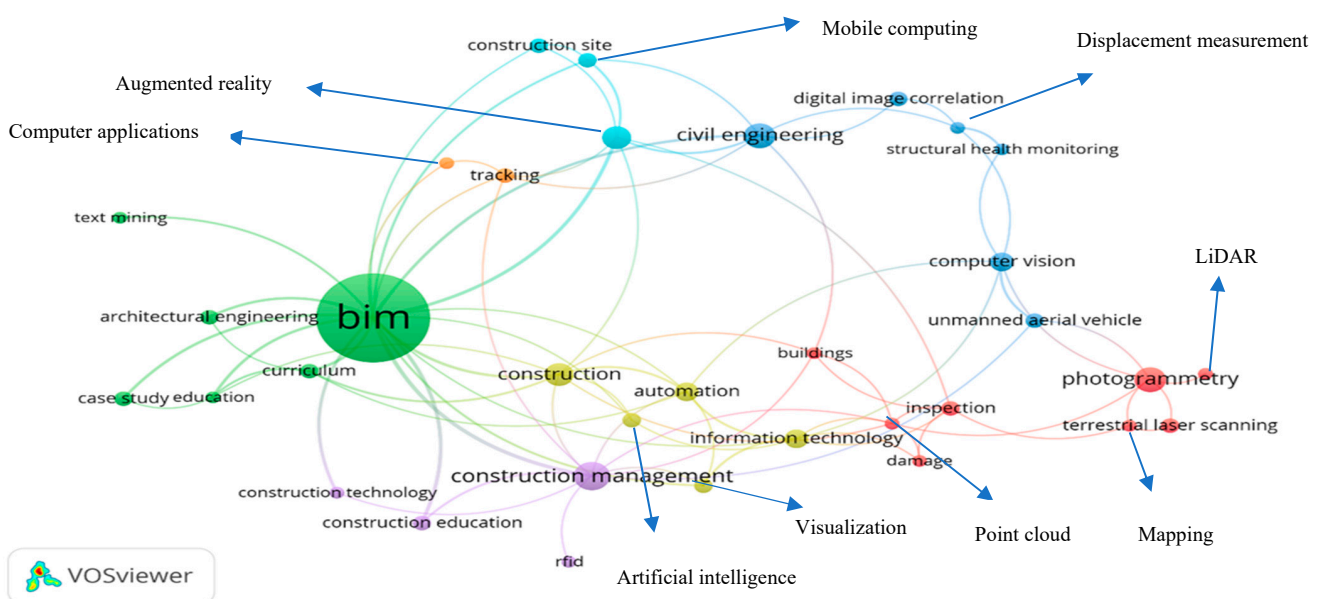 Mobile computing
Displacement measurement
construction site
Augmented reality
digital image correlation
Computer applications
civil engineering
structural health monitoring
tracking
text mining
LiDAR
computer vision
architectural engineering
bim
unmanned aerial vehicle
buildings
curriculum
construction
photogrammetry
automation
case study
education
inspection
terrestrial laser scanning
information technology
damage
construction management
construction technology
construction education
Visualization
Point cloud
Mapping
rfid
Artificial intelligence
VOSviewer